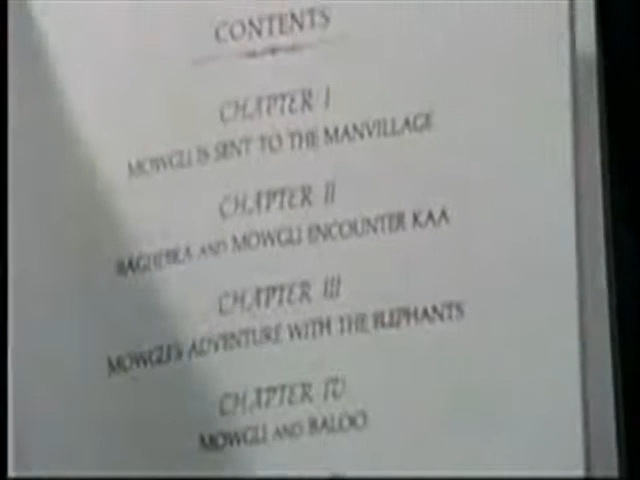 CONTENTS
CHAPTER I
MOWGLI IS SENT TO THE MANVILLAGE
CHAPTER II
BAGHEERA AND MOWGLI ENCOUNTER KAA
CHAPTER III
MOWGLI'S ADVENTURE WITH THE ELEPHANTS
CHAPTER IV
MOWGLI AND BALOO